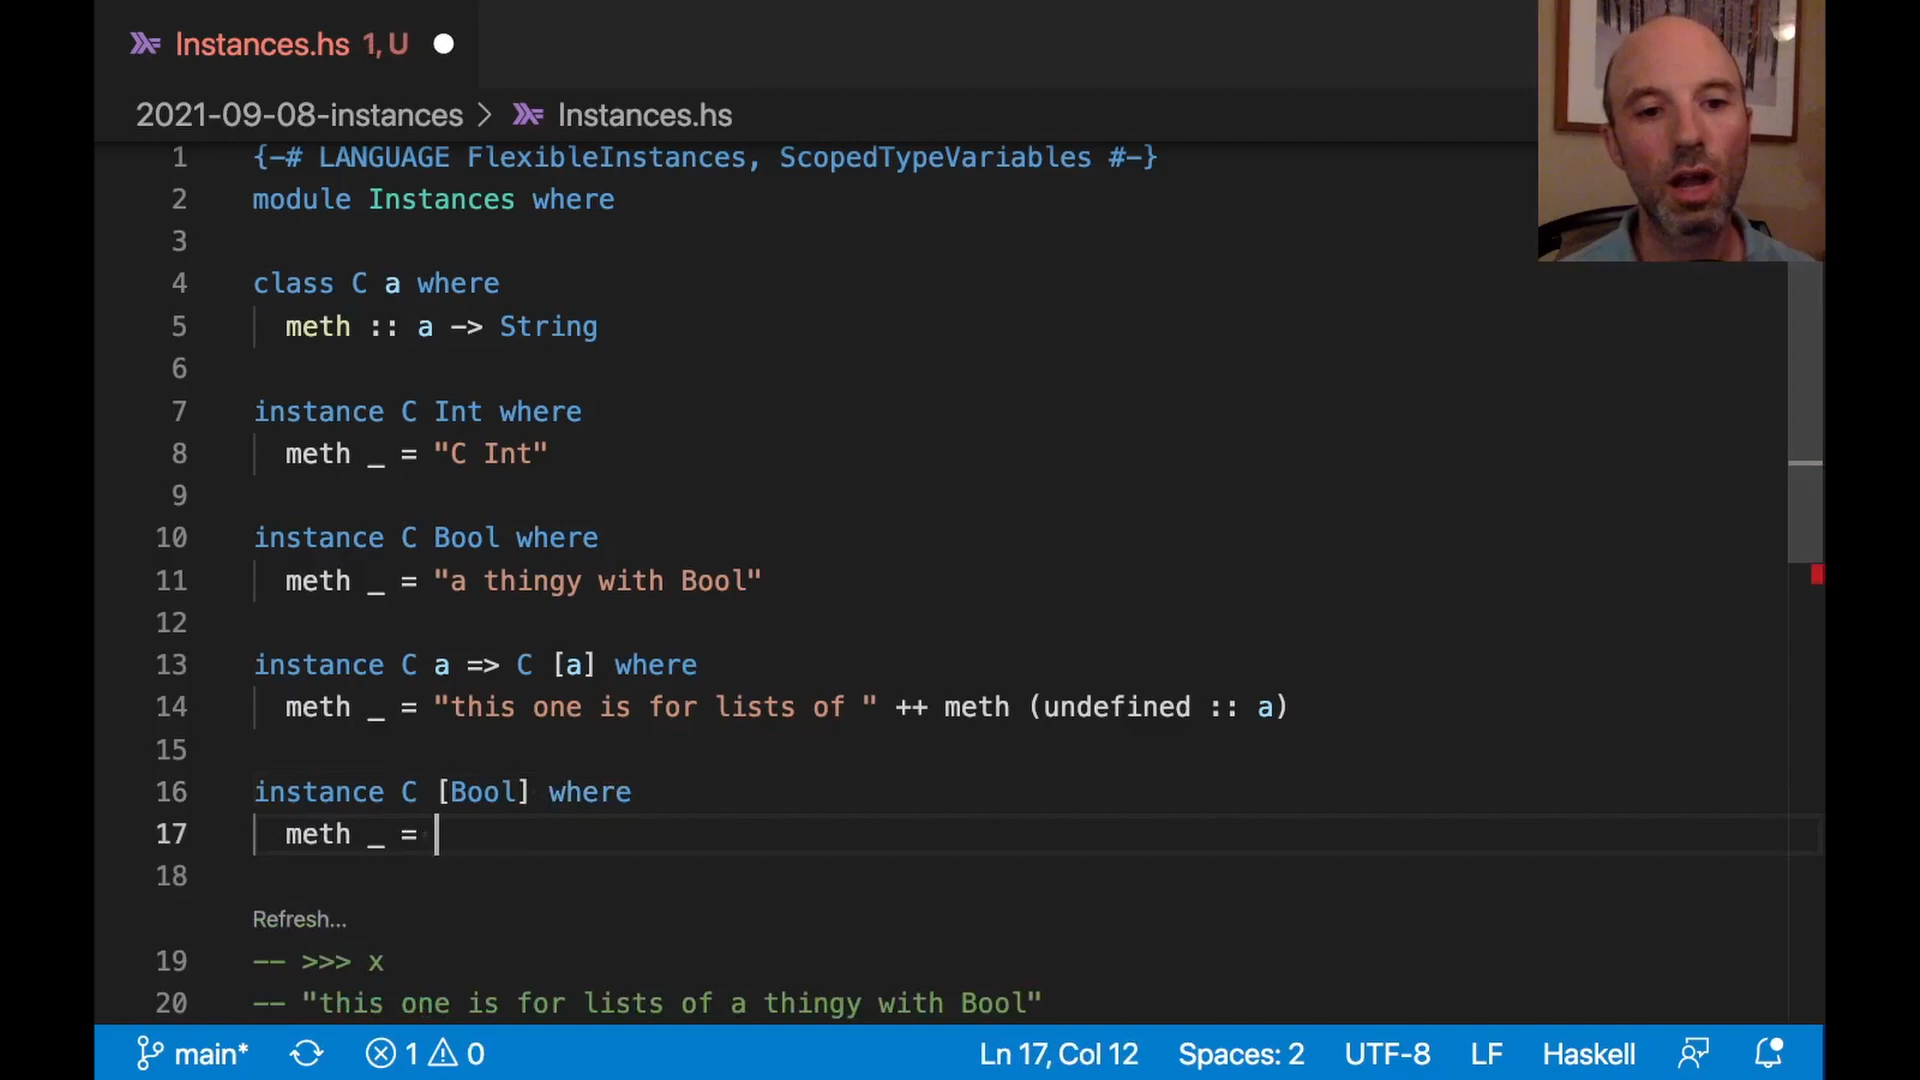 Instances.hs 1, U
2021-09-08-instances > Instances.hs
1 {-# LANGUAGE FlexibleInstances, ScopedTypeVariables #-}
2 module Instances where
3
4 class C a where
5 meth :: a -> String
6
7 instance C Int where
8 meth _ = "C Int"
9
10 instance C Bool where
11 meth _ = "a thingy with Bool"
12
13 instance C a => C [a] where
14 meth _ = "this one is for lists of " ++ meth (undefined :: a)
15
16 instance C [Bool] where
17 meth _ =
18
Refresh...
19 -- >>> x
20 -- "this one is for lists of a thingy with Bool"
main* 1 0 Ln 17, Col 12 Spaces: 2 UTF-8 LF Haskell